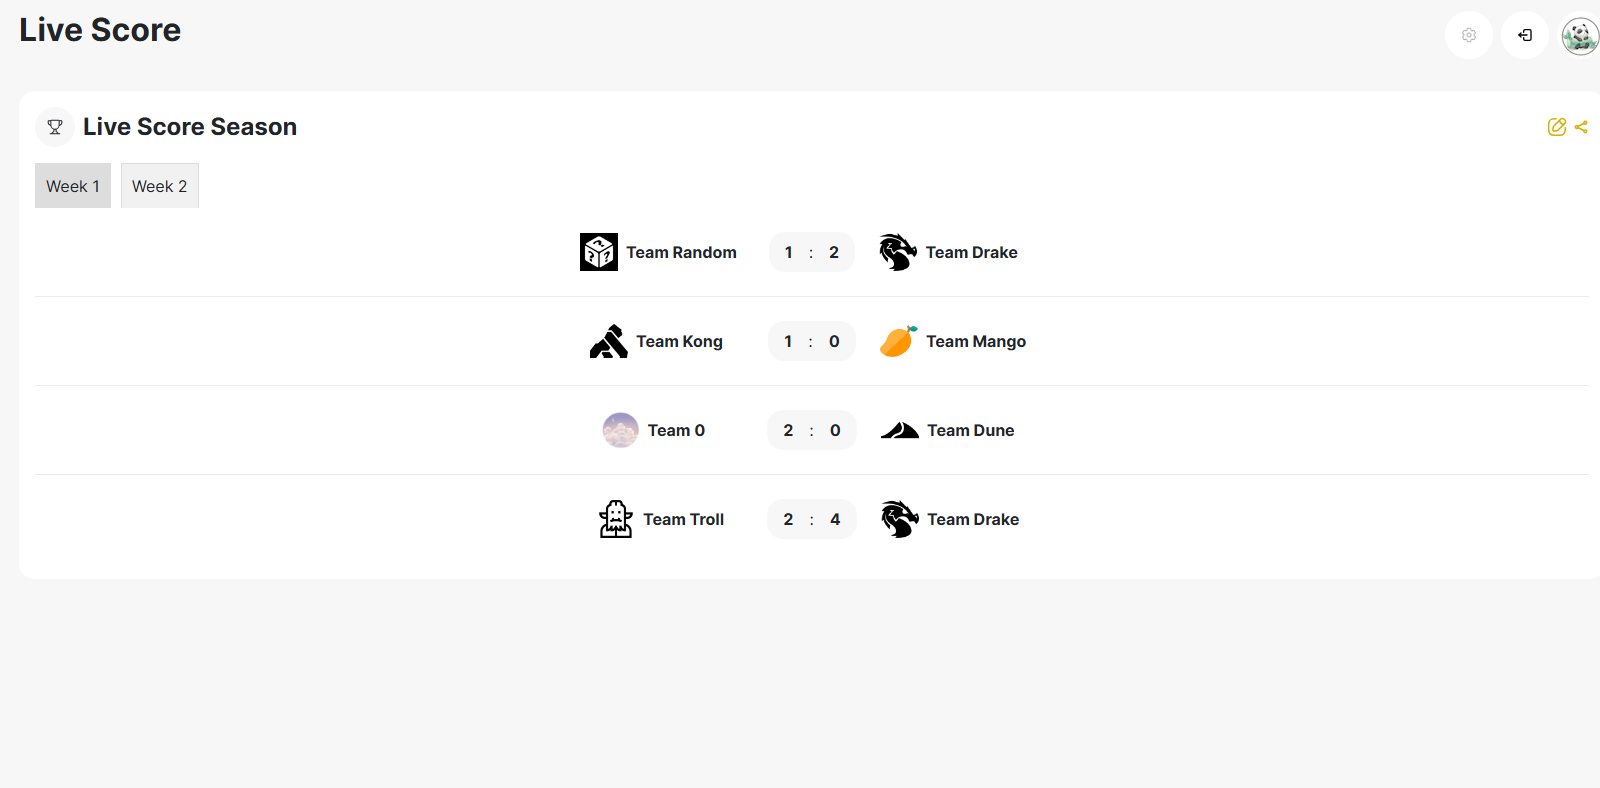 Live Score
Live Score Season
Week 1 Week 2
Team Random 1 : 2 Team Drake
Team Kong 1 : 0 Team Mango
Team 0 2 : 0 Team Dune
Team Troll 2 : 4 Team Drake